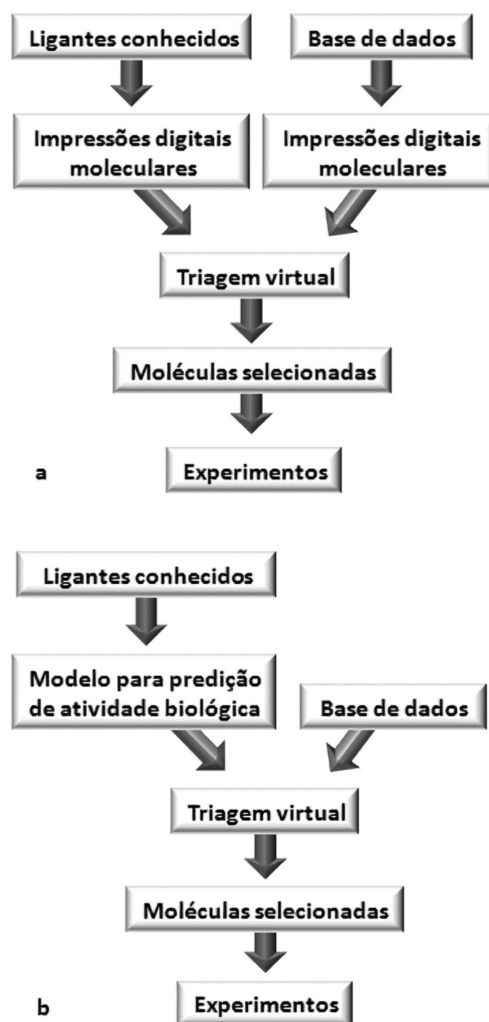 Ligantes conhecidos
Base de dados
Impressões digitais
moleculares
Impressões digitais
moleculares
Triagem virtual
Moléculas selecionadas
Experimentos
a
Ligantes conhecidos
Modelo para predição
de atividade biológica
Base de dados
Triagem virtual
Moléculas selecionadas
Experimentos
b